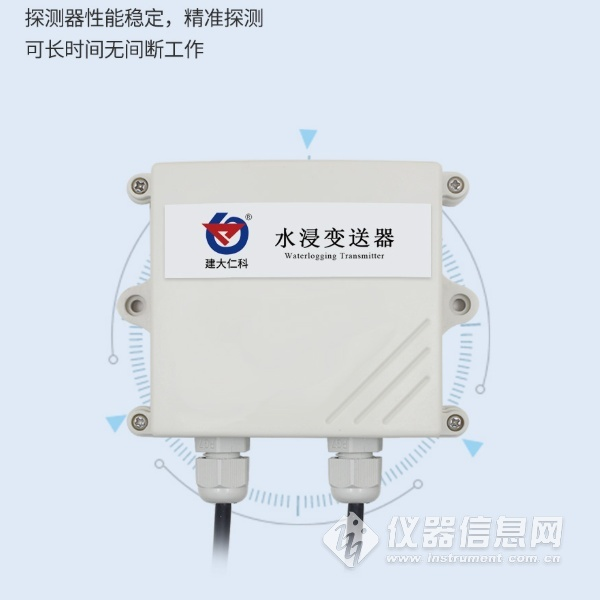 探测器性能稳定，精准探测
可长时间无间断工作
®
建大仁科
水浸变送器
Waterlogging Transmitter
仪器信息网
www.instrument.com.cn